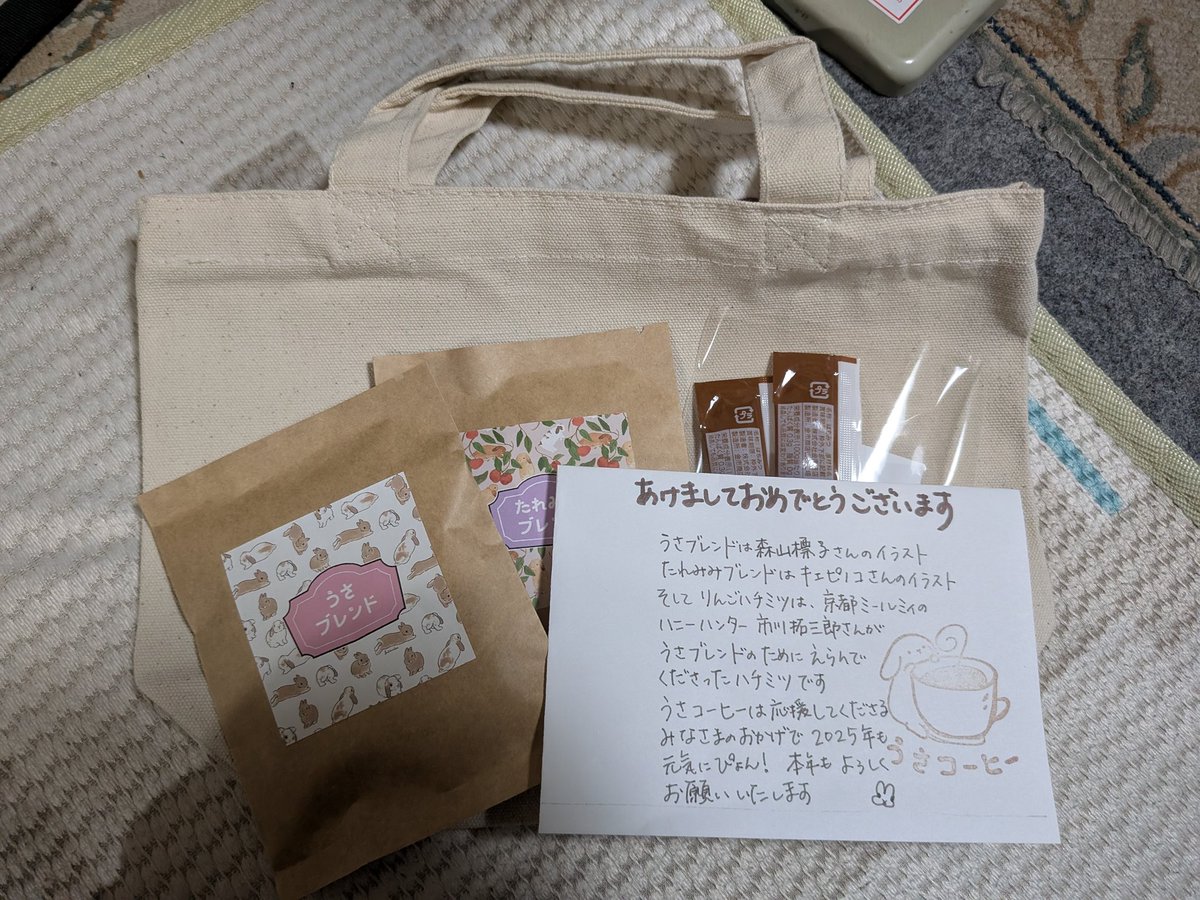 うさ
ブレンド
たれみ
ブレン
あけましておめでとうございます
うさブレンドは森山標子さんのイラスト
たれみみブレンドはキエピノコさんのイラスト
そして りんごハチミツは、京都ミールミィの
ハニーハンター 市川拓三郎さんが
うさブレンドのために えらんで
くださったハチミツです
うさコーヒーは応援してくださる
みなさまのおかげで 2025年も
元気にぴょん! 本年も よろしく
お願いいたします
うさコーヒー